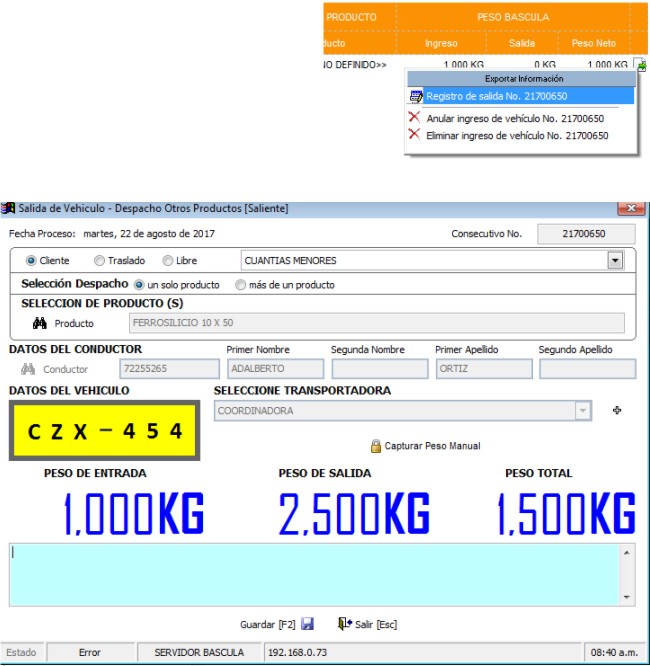 PRODUCTO PESO BASCULA
ducto Ingreso Salida Peso Neto
NO DEFINIDO>> 1,000 KG 0 KG 1,000 KG
Exportar Información
Registro de salida No. 21700650
Anular ingreso de vehículo No. 21700650
Eliminar ingreso de vehículo No. 21700650
Salida de Vehiculo - Despacho Otros Productos [Saliente]
Fecha Proceso: martes, 22 de agosto de 2017 Consecutivo No. 21700650
Cliente Traslado Libre CUANTIAS MENORES
Selección Despacho un solo producto más de un producto
SELECCION DE PRODUCTO (S)
Producto FERROSILICIO 10 X 50
DATOS DEL CONDUCTOR Primer Nombre Segunda Nombre Primer Apellido Segundo Apellido
Conductor 72255265 ADALBERTO ORTIZ
DATOS DEL VEHICULO SELECCIONE TRANSPORTADORA
COORDINADORA
CZX-454
Capturar Peso Manual
PESO DE ENTRADA PESO DE SALIDA PESO TOTAL
1,000KG 2,500KG 1,500KG
Guardar [F2] Salir [Esc]
Estado Error SERVIDOR BASCULA 192.168.0.73 08:40 a.m.